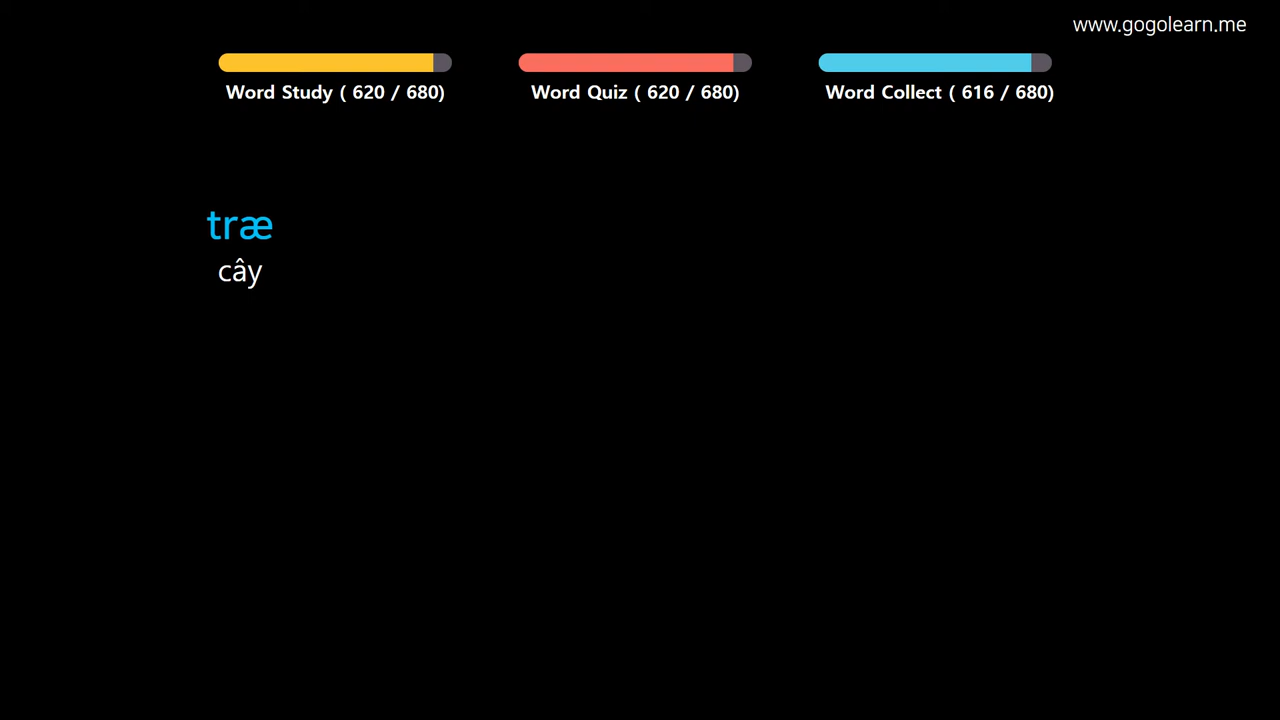 www.gogolearn.me
Word Study ( 620 / 680)
Word Quiz ( 620 / 680)
Word Collect ( 616 / 680)
træ
cây